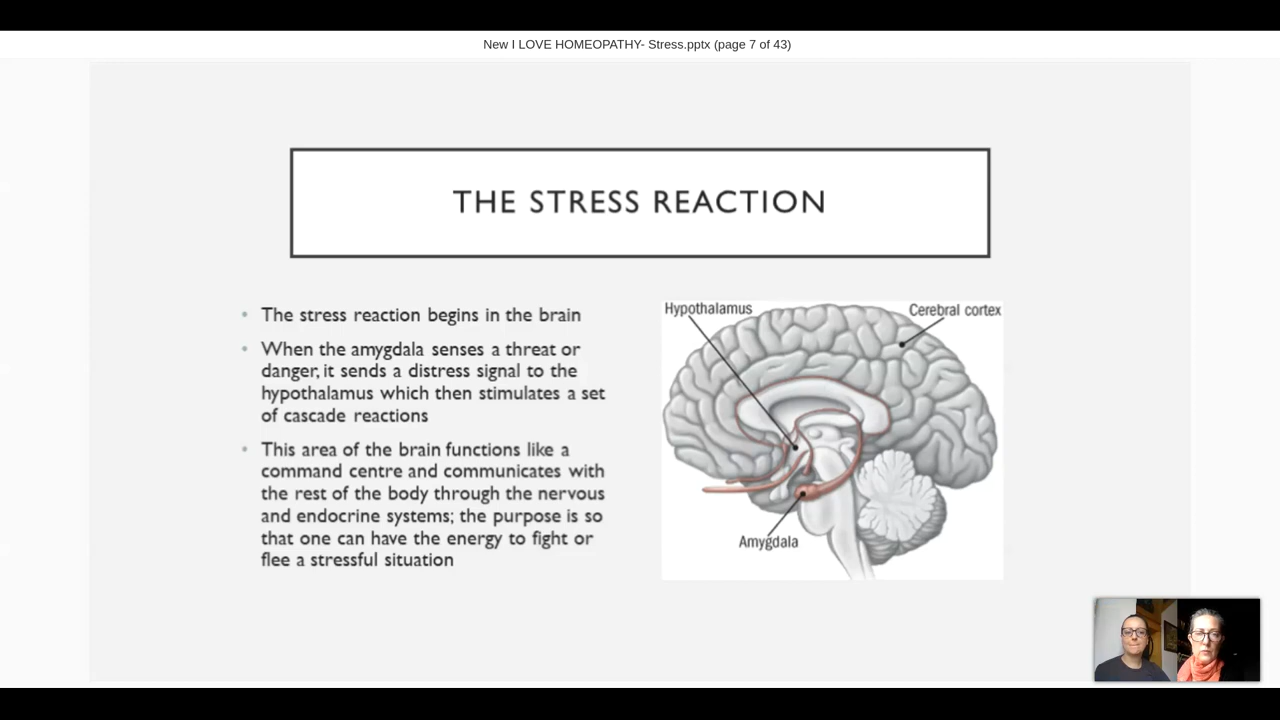 New I LOVE HOMEOPATHY- Stress.pptx (page 7 of 43)
THE STRESS REACTION
• The stress reaction begins in the brain
• When the amygdala senses a threat or
danger, it sends a distress signal to the
hypothalamus which then stimulates a set
of cascade reactions
• This area of the brain functions like a
command centre and communicates with
the rest of the body through the nervous
and endocrine systems; the purpose is so
that one can have the energy to fight or
flee a stressful situation
Hypothalamus
Cerebral cortex
Amygdala